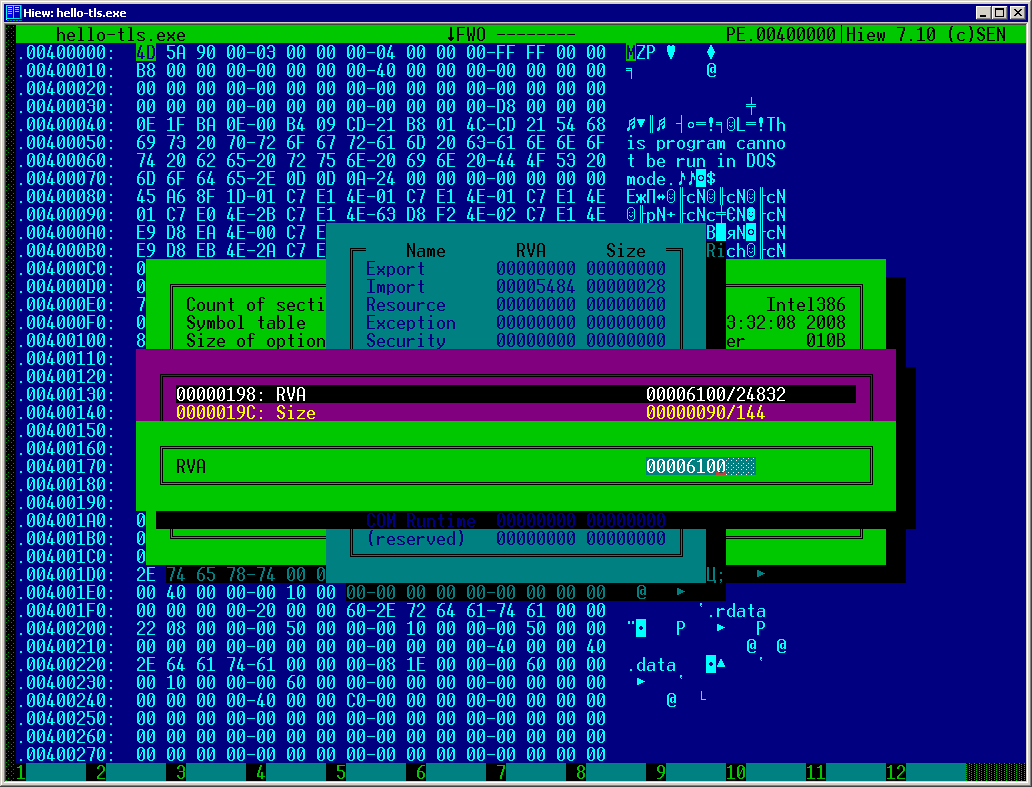 Hiew: hello-tls.exe
hello-tls.exe ↓FWO -------- PE.00400000 Hiew 7.10 (c)SEN
.00400000: 4D 5A 90 00-03 00 00 00-04 00 00 00-FF FF 00 00 MZР ♥ ♦
.00400010: B8 00 00 00-00 00 00 00-40 00 00 00-00 00 00 00 ╕ @
.00400020: 00 00 00 00-00 00 00 00-00 00 00 00-00 00 00 00
.00400030: 00 00 00 00-00 00 00 00-00 00 00 00-D8 00 00 00 ╪
.00400040: 0E 1F BA 0E-00 B4 09 CD-21 B8 01 4C-CD 21 54 68 ♫▼║♫ ┤○═!╕☺L═!Th
.00400050: 69 73 20 70-72 6F 67 72-61 6D 20 63-61 6E 6E 6F is program canno
.00400060: 74 20 62 65-20 72 75 6E-20 69 6E 20-44 4F 53 20 t be run in DOS
.00400070: 6D 6F 64 65-2E 0D 0D 0A-24 00 00 00-00 00 00 00 mode.♪♪◙$
.00400080: 45 A6 8F 1D-01 C7 E1 4E-01 C7 E1 4E-01 C7 E1 4E EжП↔☺╟сN☺╟сN☺╟сN
.00400090: 01 C7 E0 4E-2B C7 E1 4E-63 D8 F2 4E-02 C7 E1 4E ☺╟рN+╟сNc╪ЄN☻╟сN
.004000A0: E9 D8 EA 4E-00 C7 E
.004000B0: E9 D8 EB 4E-2A C7 E Rich☺╟сN
Name RVA Size
.004000C0: 0 Export 00000000 00000000
.004000D0: 0 Import 00005484 00000028
.004000E0: 7 Count of secti Resource 00000000 00000000 Intel386
.004000F0: 0 Symbol table Exception 00000000 00000000 3:32:08 2008
.00400100: 8 Size of option Security 00000000 00000000 er 010B
.00400110:
.00400120:
.00400130: 00000198: RVA 00006100/24832
.00400140: 0000019C: Size 00000090/144
.00400150:
.00400160:
.00400170: RVA 00006100
.00400180:
.00400190:
.004001A0: 0 COM Runtime 00000000 00000000
.004001B0: 0 (reserved) 00000000 00000000
.004001C0: 0
.004001D0: 2E 74 65 78-74 00 0 Ц; ►
.004001E0: 00 40 00 00-00 10 00 00-00 00 00 00-00 00 00 00 @ ►
.004001F0: 00 00 00 00-20 00 00 60-2E 72 64 61-74 61 00 00 `.rdata
.00400200: 22 08 00 00-00 50 00 00-00 10 00 00-00 50 00 00 "◘ P ► P
.00400210: 00 00 00 00-00 00 00 00-00 00 00 00-40 00 00 40 @ @
.00400220: 2E 64 61 74-61 00 00 00-08 1E 00 00-00 60 00 00 .data ◘▲ `
.00400230: 00 10 00 00-00 60 00 00-00 00 00 00-00 00 00 00 ► `
.00400240: 00 00 00 00-40 00 00 C0-00 00 00 00-00 00 00 00 @ └
.00400250: 00 00 00 00-00 00 00 00-00 00 00 00-00 00 00 00
.00400260: 00 00 00 00-00 00 00 00-00 00 00 00-00 00 00 00
.00400270: 00 00 00 00-00 00 00 00-00 00 00 00-00 00 00 00
1 2 3 4 5 6 7 8 9 10 11 12